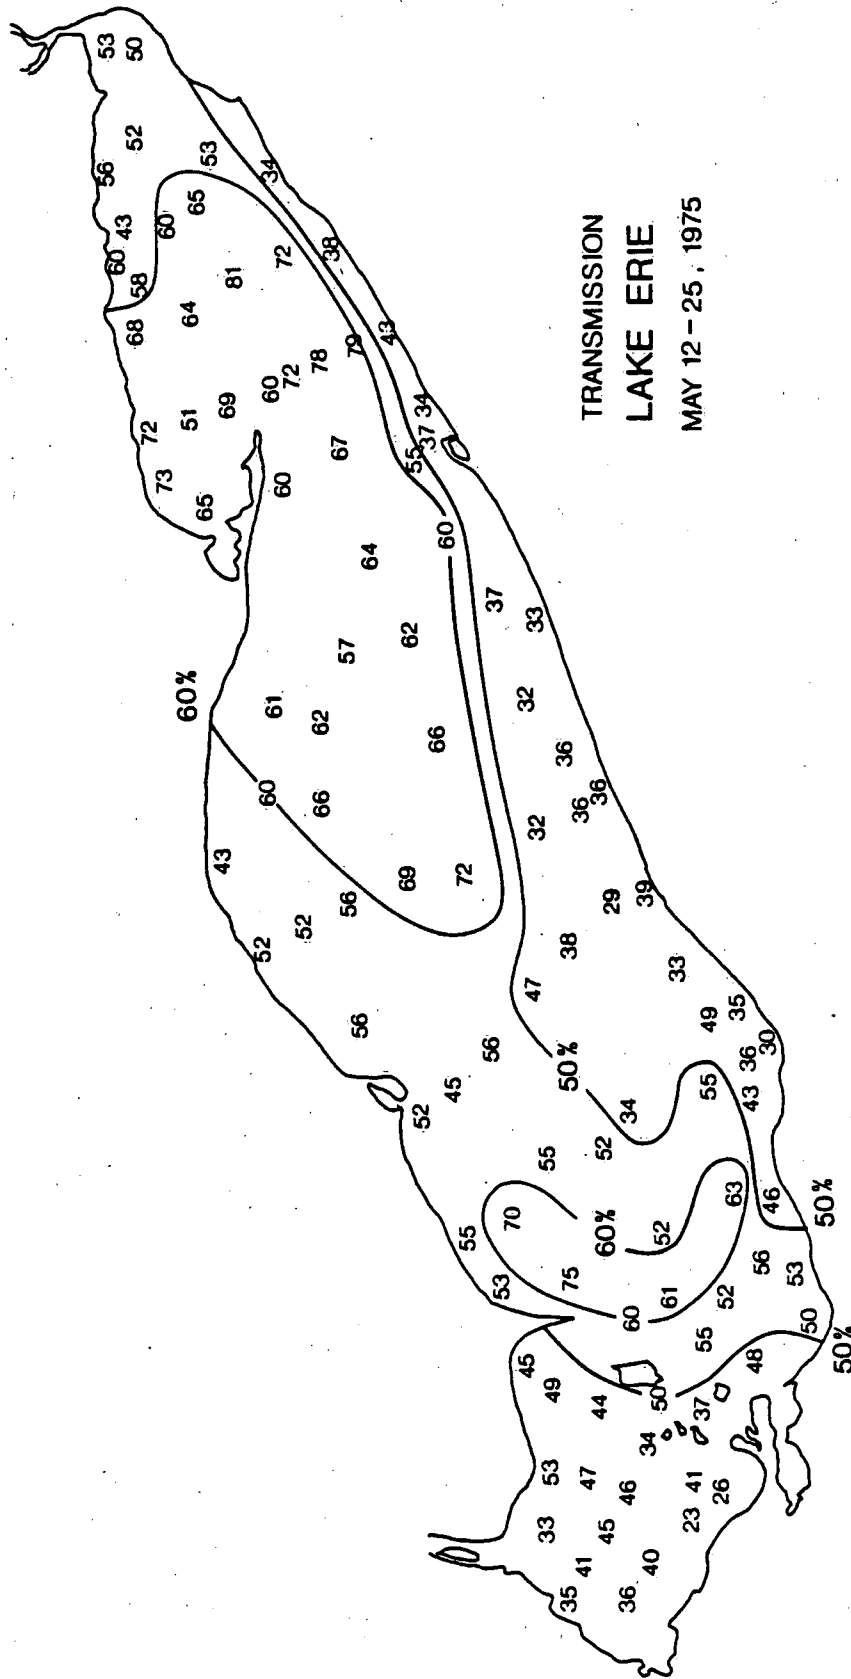 60 56 53
68 58 43 52 50
73 72 60
60% 65 51 64 65 53
43 69 81
52 60 61 60 60 72 72 34
52 66 62 78 38
56 56 57 64 67 79
69 62 55 43
52 66 60 37 34
55 45 72
53 70 56 37
45 47 32 32 33
33 53 49 55 50% 38 36
35 41 47 75 36 36
45 44 60% 52 29
36 46 60 34 39
40 34 50 61 52 33
23 41 37 55 55 49
26 52 63 35
48 56 46 43 36 30
50 53 50%
50%
TRANSMISSION
LAKE ERIE
MAY 12-25, 1975